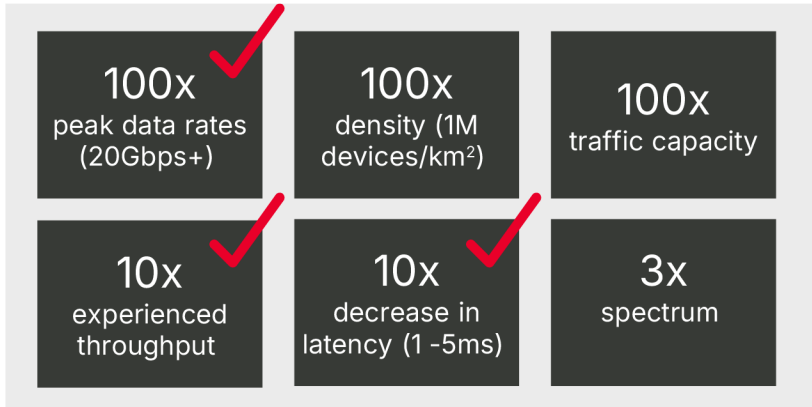 100x
peak data rates
(20Gbps+)
100x
density (1M
devices/km²)
100x
traffic capacity
10x
experienced
throughput
10x
decrease in
latency (1 -5ms)
3x
spectrum